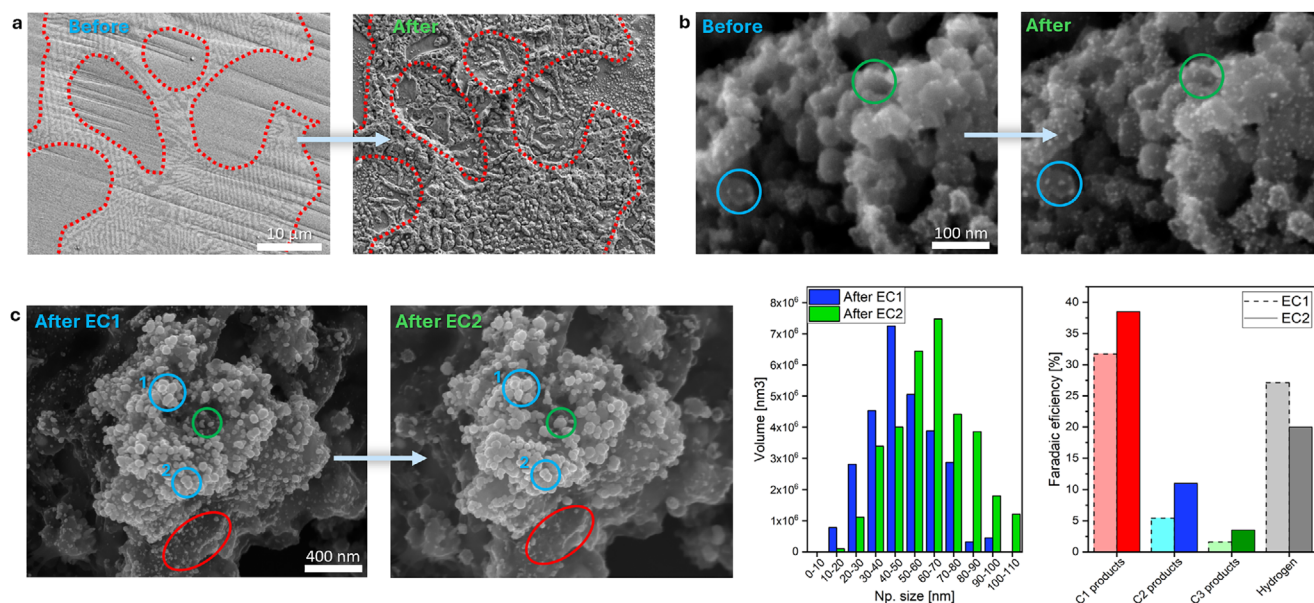 a
Before
10 μm
After
b
Before
100 nm
After
c
After EC1
1
2
400 nm
After EC2
1
2
After EC1
After EC2
8x10⁶
7x10⁶
6x10⁶
5x10⁶
4x10⁶
3x10⁶
2x10⁶
1x10⁶
0
Volume [nm3]
0-10
10-20
20-30
30-40
40-50
50-60
60-70
70-80
80-90
90-100
100-110
Np. size [nm]
EC1
EC2
40
35
30
25
20
15
10
5
0
Faradaic eficiency [%]
C1 products
C2 products
C3 products
Hydrogen